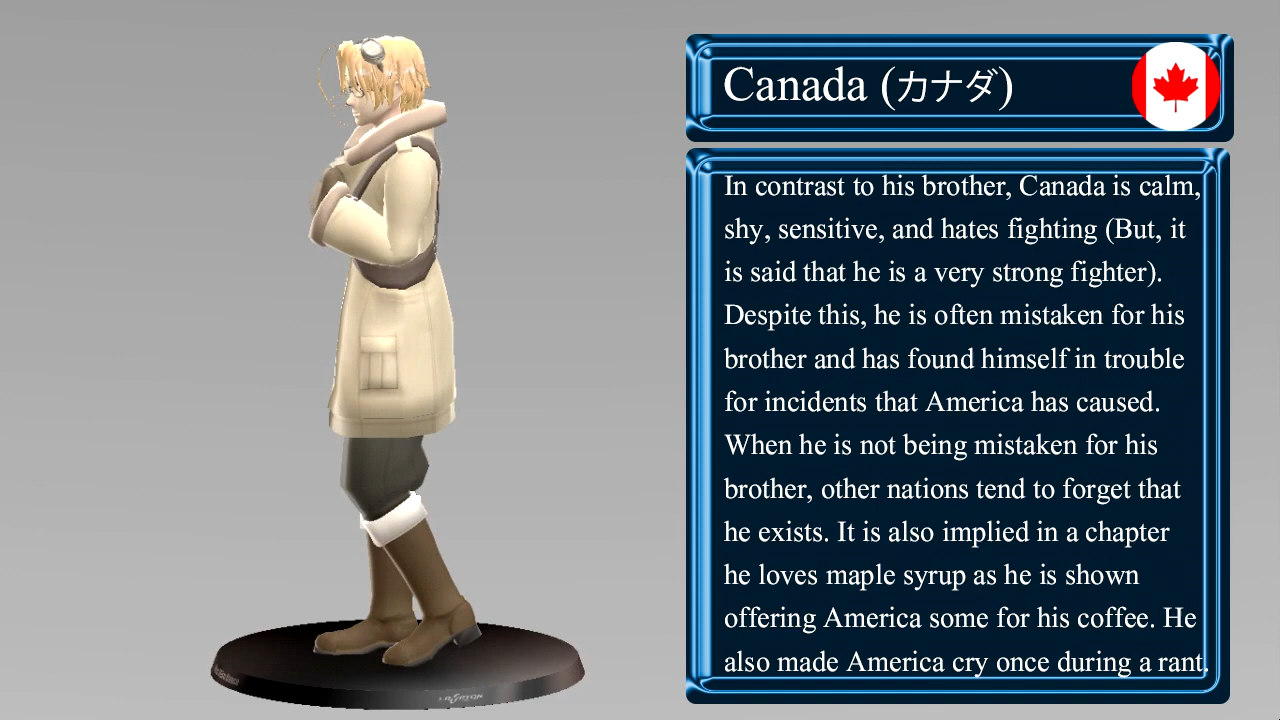 Canada (カナダ)
In contrast to his brother, Canada is calm,
shy, sensitive, and hates fighting (But, it
is said that he is a very strong fighter).
Despite this, he is often mistaken for his
brother and has found himself in trouble
for incidents that America has caused.
When he is not being mistaken for his
brother, other nations tend to forget that
he exists. It is also implied in a chapter
he loves maple syrup as he is shown
offering America some for his coffee. He
also made America cry once during a rant.